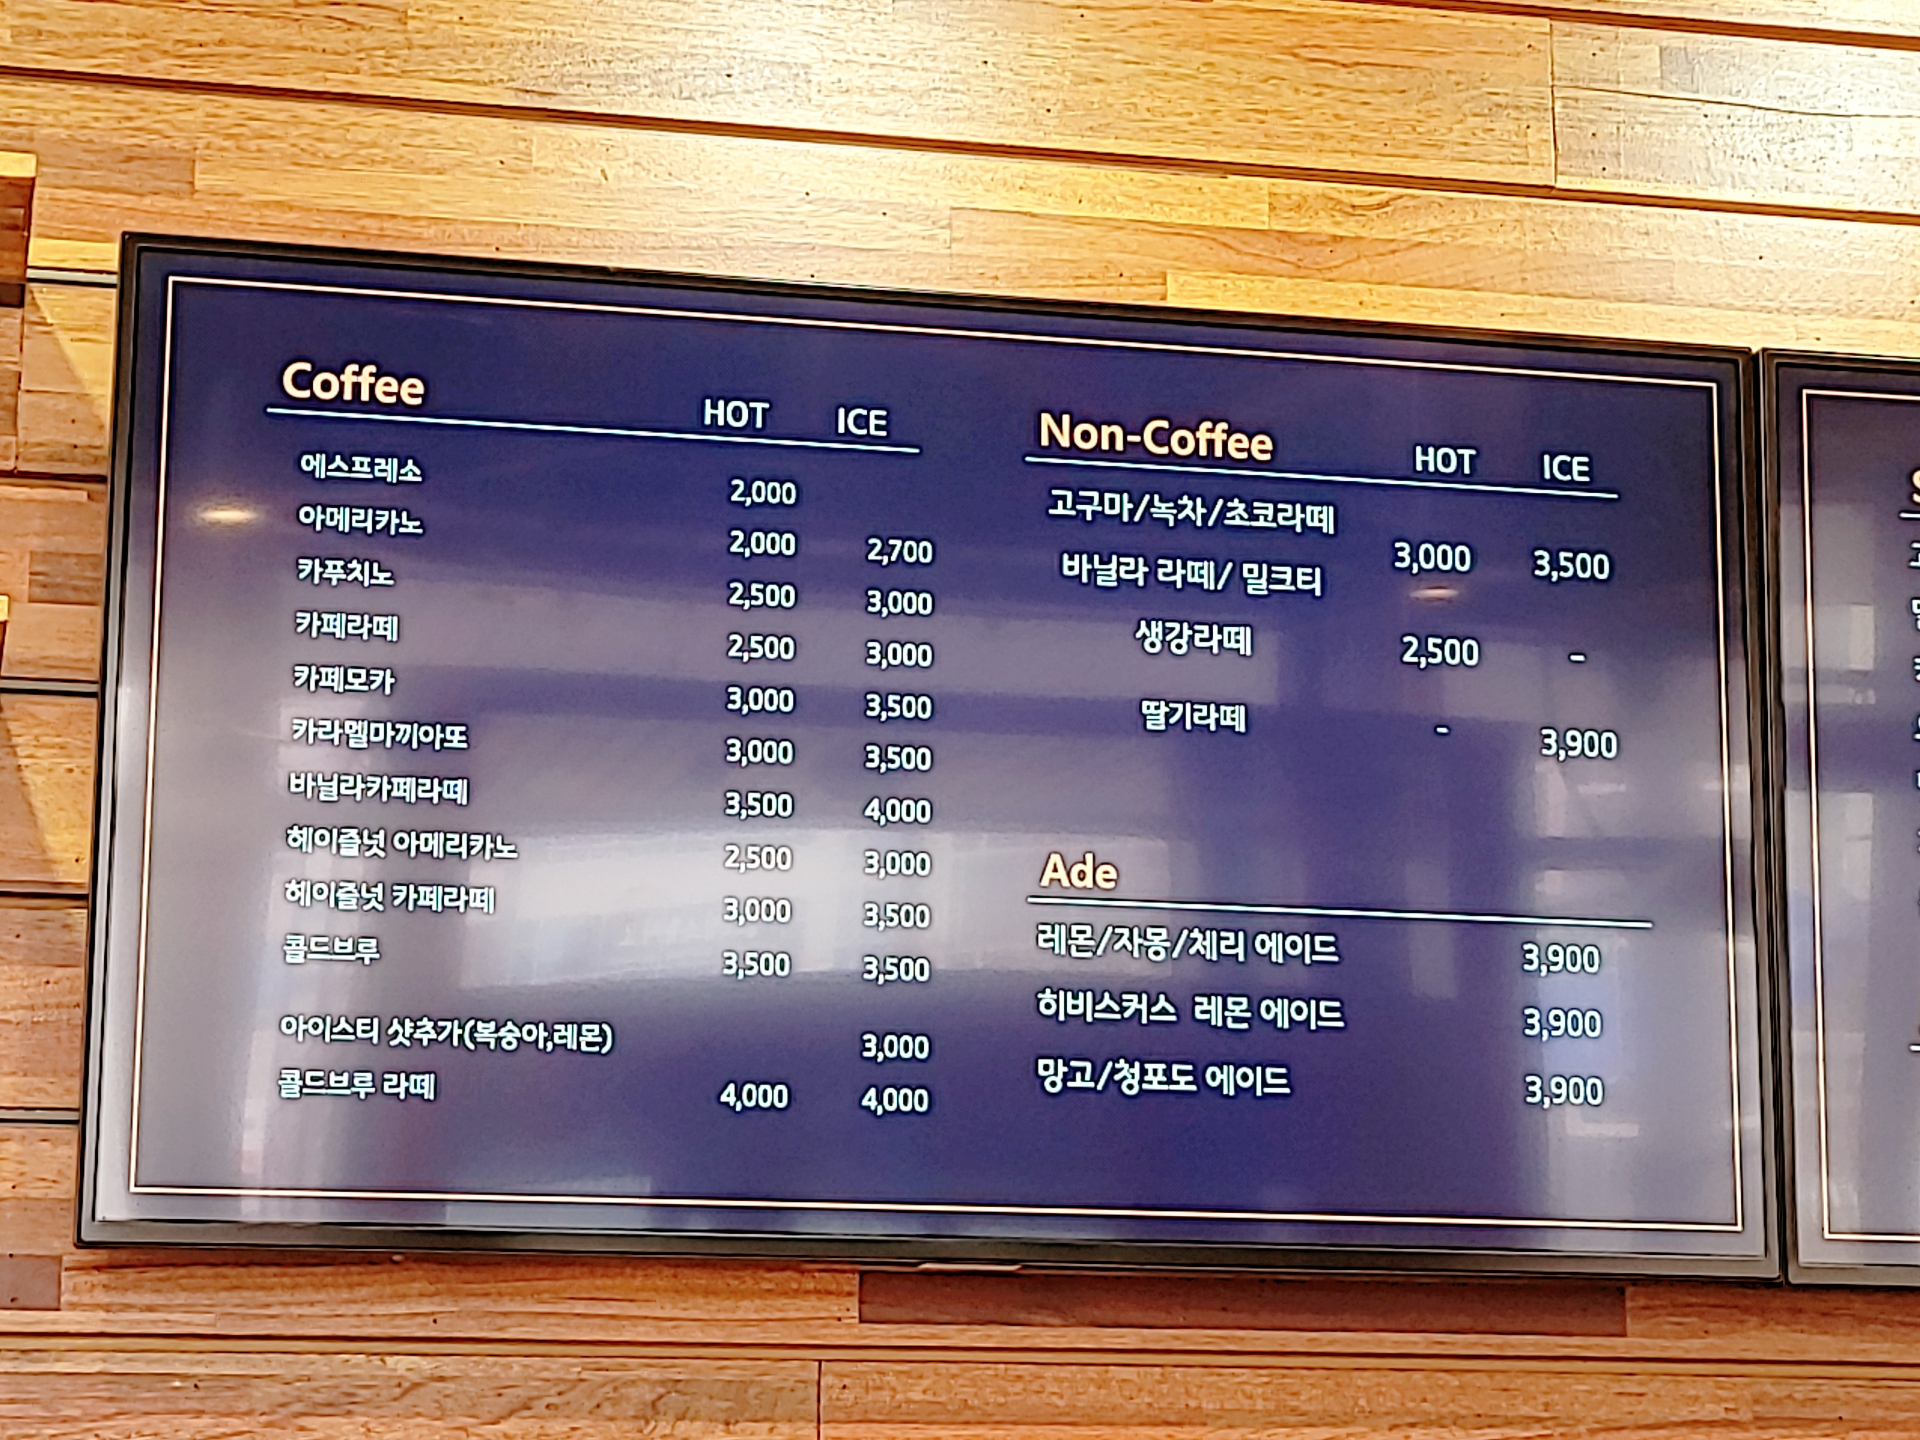 Coffee HOT ICE
에스프레소 2,000
아메리카노 2,000 2,700
카푸치노 2,500 3,000
카페라떼 2,500 3,000
카페모카 3,000 3,500
카라멜마끼아또 3,000 3,500
바닐라카페라떼 3,500 4,000
헤이즐넛 아메리카노 2,500 3,000
헤이즐넛 카페라떼 3,000 3,500
콜드브루 3,500 3,500
아이스티 샷추가(복숭아,레몬) 3,000
콜드브루 라떼 4,000 4,000
Non-Coffee HOT ICE
고구마/녹차/초코라떼
바닐라 라떼/ 밀크티 3,000 3,500
생강라떼 2,500 -
딸기라떼 - 3,900
Ade
레몬/자몽/체리 에이드 3,900
히비스커스 레몬 에이드 3,900
망고/청포도 에이드 3,900